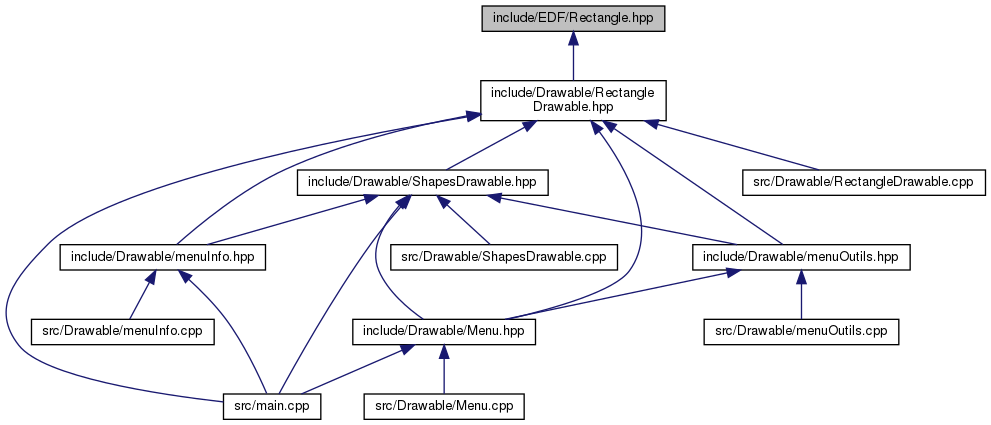 include/EDF/Rectangle.hpp
include/Drawable/Rectangle
Drawable.hpp
include/Drawable/ShapesDrawable.hpp
src/Drawable/RectangleDrawable.cpp
include/Drawable/menuInfo.hpp
src/Drawable/ShapesDrawable.cpp
include/Drawable/menuOutils.hpp
src/Drawable/menuInfo.cpp
include/Drawable/Menu.hpp
src/Drawable/menuOutils.cpp
src/main.cpp
src/Drawable/Menu.cpp